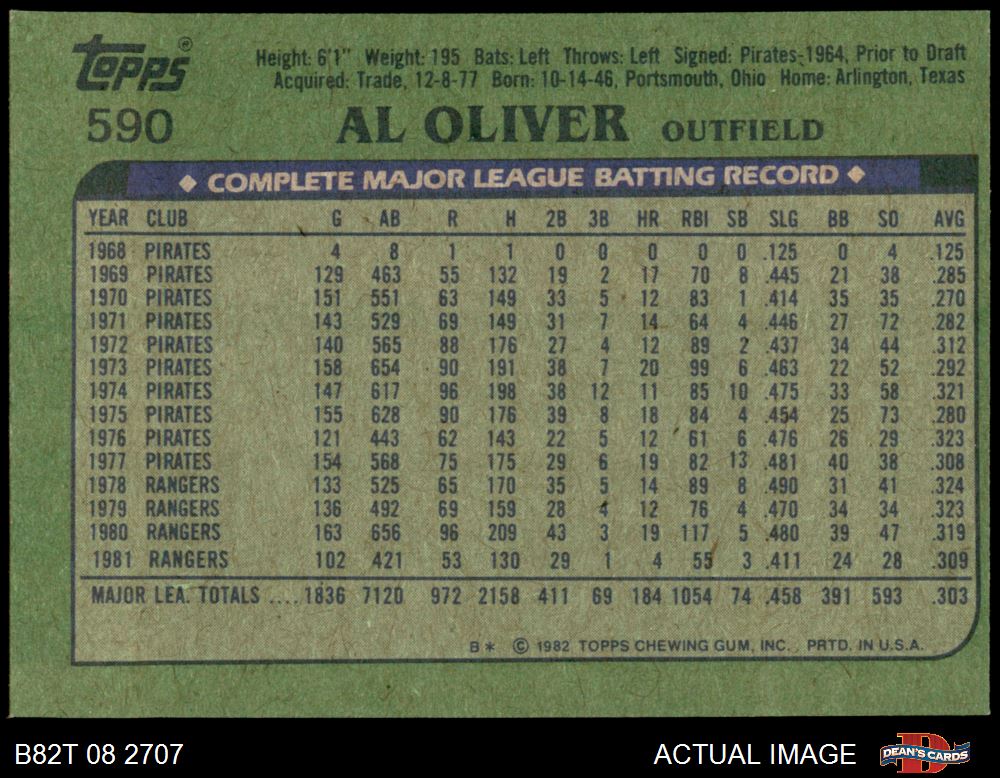 Topps®
Height: 6'1" Weight: 195 Bats: Left Throws: Left Signed: Pirates-1964, Prior to Draft
Acquired: Trade, 12-8-77 Born: 10-14-46, Portsmouth, Ohio Home: Arlington, Texas
590 AL OLIVER OUTFIELD
◆ COMPLETE MAJOR LEAGUE BATTING RECORD ◆
YEAR CLUB G AB R H 2B 3B HR RBI SB SLG BB SO AVG
1968 PIRATES 4 8 1 1 0 0 0 0 0 .125 0 4 .125
1969 PIRATES 129 463 55 132 19 2 17 70 8 .445 21 38 .285
1970 PIRATES 151 551 63 149 33 5 12 83 1 .414 35 35 .270
1971 PIRATES 143 529 69 149 31 7 14 64 4 .446 27 72 .282
1972 PIRATES 140 565 88 176 27 4 12 89 2 .437 34 44 .312
1973 PIRATES 158 654 90 191 38 7 20 99 6 .463 22 52 .292
1974 PIRATES 147 617 96 198 38 12 11 85 10 .475 33 58 .321
1975 PIRATES 155 628 90 176 39 8 18 84 4 .454 25 73 .280
1976 PIRATES 121 443 62 143 22 5 12 61 6 .476 26 29 .323
1977 PIRATES 154 568 75 175 29 6 19 82 13 .481 40 38 .308
1978 RANGERS 133 525 65 170 35 5 14 89 8 .490 31 41 .324
1979 RANGERS 136 492 69 159 28 4 12 76 4 .470 34 34 .323
1980 RANGERS 163 656 96 209 43 3 19 117 5 .480 39 47 .319
1981 RANGERS 102 421 53 130 29 1 4 55 3 .411 24 28 .309
MAJOR LEA. TOTALS .... 1836 7120 972 2158 411 69 184 1054 74 .458 391 593 .303
B* © 1982 TOPPS CHEWING GUM, INC. PRTD. IN U.S.A.
B82T 08 2707 ACTUAL IMAGE D DEAN'S CARDS